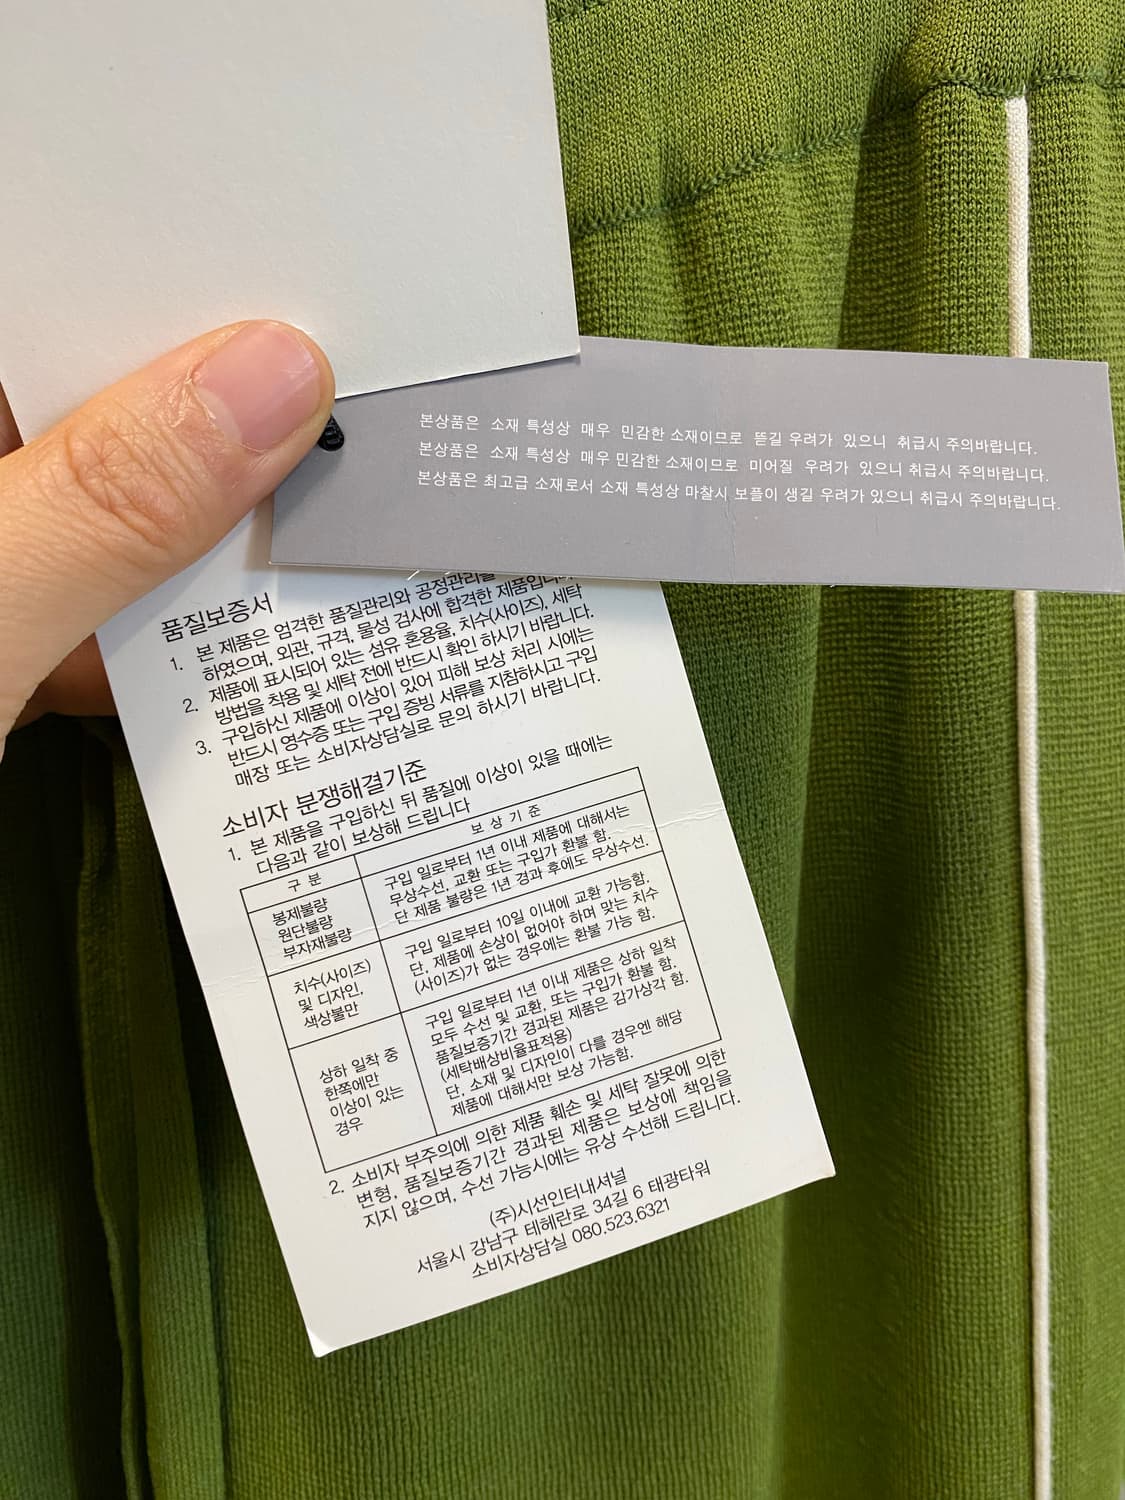 본상품은 소재 특성상 매우 민감한 소재이므로 뜯길 우려가 있으니 취급시 주의바랍니다.
본상품은 소재 특성상 매우 민감한 소재이므로 미어질 우려가 있으니 취급시 주의바랍니다.
본상품은 최고급 소재로서 소재 특성상 마찰시 보플이 생길 우려가 있으니 취급시 주의바랍니다.
품질보증서
1. 본 제품은 엄격한 품질관리와 공정관리를
하였으며, 외관, 규격, 물성 검사에 합격한 제품입니다.
2. 제품에 표시되어 있는 섬유 혼용율, 치수(사이즈), 세탁
방법을 착용 및 세탁 전에 반드시 확인 하시기 바랍니다.
3. 구입하신 제품에 이상이 있어 피해 보상 처리 시에는
반드시 영수증 또는 구입 증빙 서류를 지참하시고 구입
매장 또는 소비자상담실로 문의 하시기 바랍니다.
소비자 분쟁해결기준
1. 본 제품을 구입하신 뒤 품질에 이상이 있을 때에는
다음과 같이 보상해 드립니다
구 분
보 상 기 준
봉제불량
원단불량
부자재불량
구입 일로부터 1년 이내 제품에 대해서는
무상수선, 교환 또는 구입가 환불 함.
단 제품 불량은 1년 경과 후에도 무상수선.
치수(사이즈)
및 디자인,
색상불만
구입 일로부터 10일 이내에 교환 가능함.
단, 제품에 손상이 없어야 하며 맞는 치수
(사이즈)가 없는 경우에는 환불 가능 함.
상하 일착 중
한쪽에만
이상이 있는
경우
구입 일로부터 1년 이내 제품은 상하 일착
모두 수선 및 교환, 또는 구입가 환불 함.
품질보증기간 경과된 제품은 감가상각 함.
(세탁배상비율표적용)
단, 소재 및 디자인이 다를 경우엔 해당
제품에 대해서만 보상 가능함.
2. 소비자 부주의에 의한 제품 훼손 및 세탁 잘못에 의한
변형, 품질보증기간 경과된 제품은 보상에 책임을
지지 않으며, 수선 가능시에는 유상 수선해 드립니다.
(주)시선인터내셔널
서울시 강남구 테헤란로 34길 6 태광타워
소비자상담실 080.523.6321